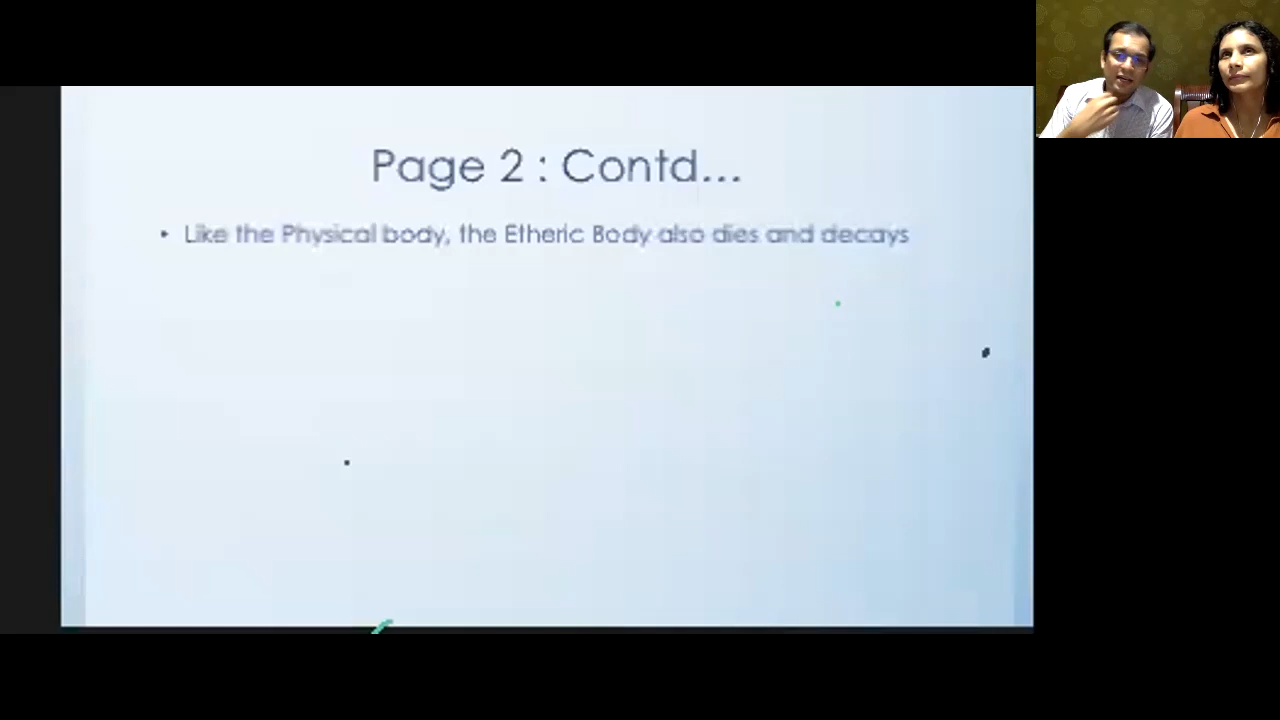 Page 2 : Contd...
• Like the Physical body, the Etheric Body also dies and decays